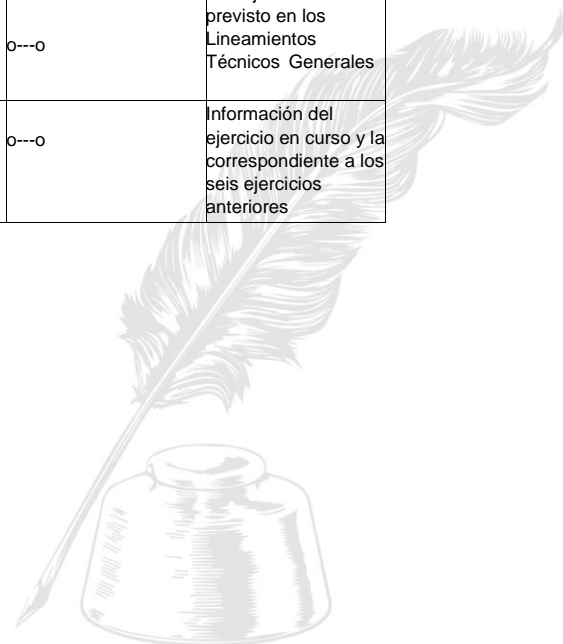 previsto en los
o---o
Lineamientos
Técnicos Generales
Información del
o---o
ejercicio en curso y la
correspondiente a los
seis ejercicios
anteriores